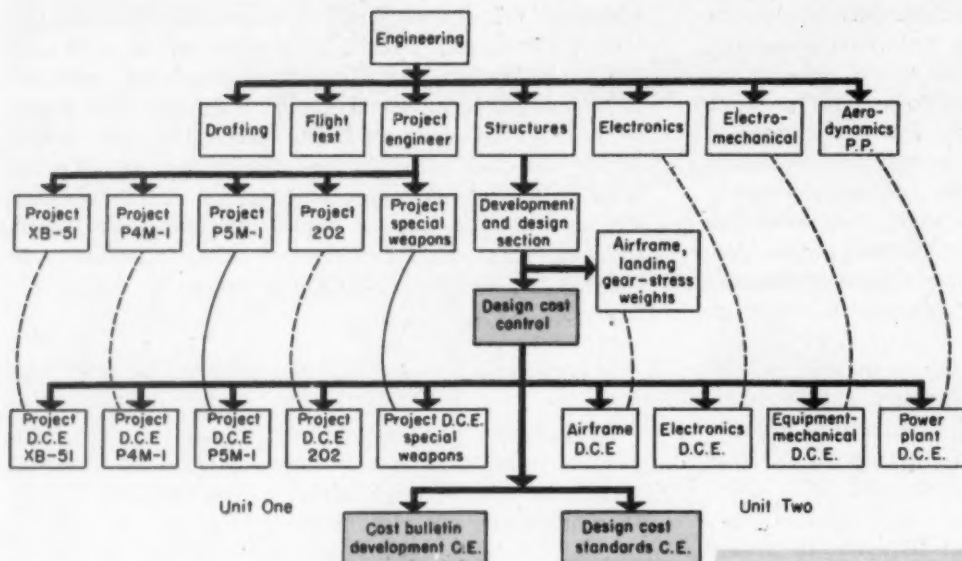 Engineering
Drafting
Flight
test
Project
engineer
Structures
Electronics
Electro-
mechanical
Aero-
dynamics
P.P.
Project
XB-51
Project
P4M-1
Project
P5M-1
Project
202
Project
special
weapons
Development
and design
section
Airframe,
landing
gear-stress
weights
Design cost
control
Project
D.C.E
XB-51
Project
D.C.E
P4M-1
Project
D.C.E
P5M-1
Project
D.C.E
202
Project D.C.E.
special
weapons
Airframe
D.C.E
Electronics
D.C.E.
Equipment-
mechanical
D.C.E.
Power
plant
D.C.E.
Unit One
Unit Two
Cost bulletin
development C.E.
Design cost
standards C.E.